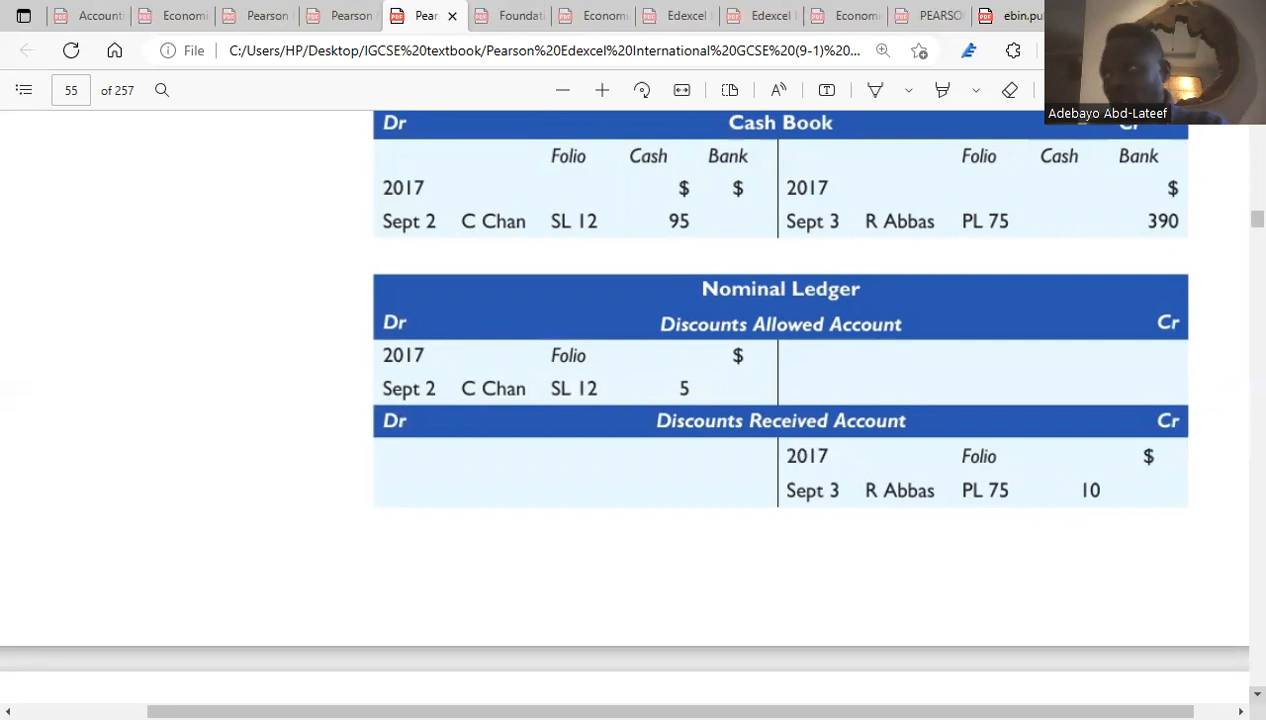 Accounti
Economi
Pearson
Pearson
Pear
Foundati
Econom
Edexcel
Edexcel
Econom
PEARSO
ebin.pu
File
C:/Users/HP/Desktop/IGCSE%20textbook/Pearson%20Edexcel%20International%20GCSE%20(9-1)%20...
55 of 257
Adebayo Abd-Lateef
Dr Cash Book Cr
Folio Cash Bank Folio Cash Bank
2017 $ $ 2017 $
Sept 2 C Chan SL 12 95 Sept 3 R Abbas PL 75 390
Nominal Ledger
Dr Discounts Allowed Account Cr
2017 Folio $
Sept 2 C Chan SL 12 5
Dr Discounts Received Account Cr
2017 Folio $
Sept 3 R Abbas PL 75 10